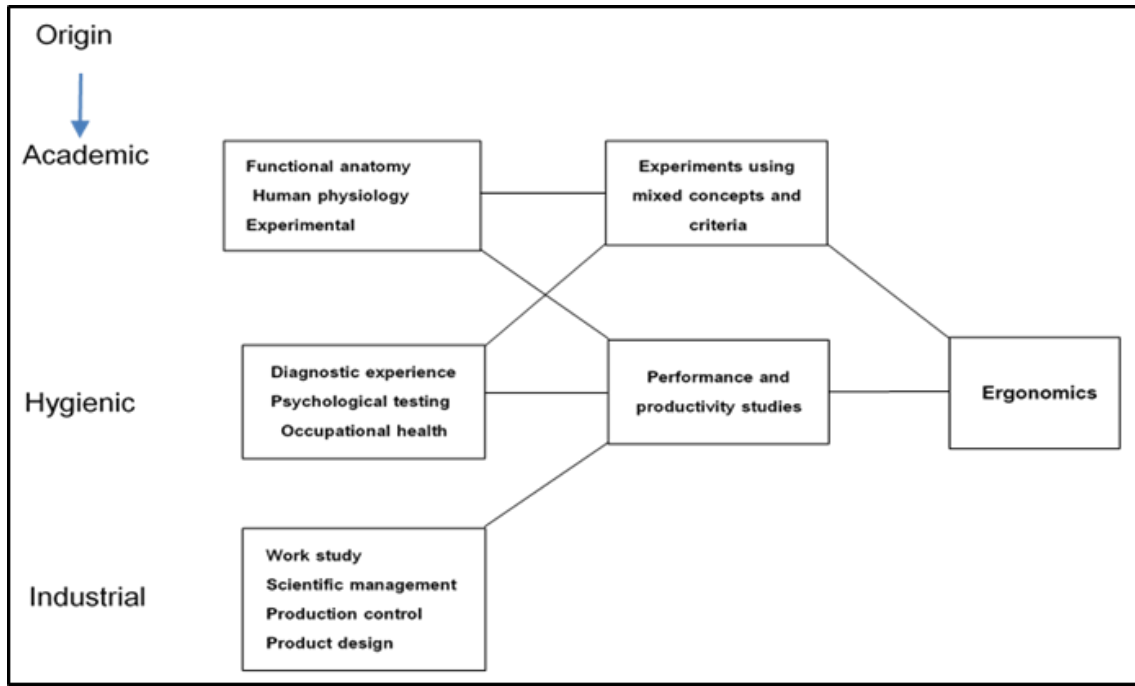 Origin
Academic
Functional anatomy
Human physiology
Experimental
Experiments using
mixed concepts and
criteria
Hygienic
Diagnostic experience
Psychological testing
Occupational health
Performance and
productivity studies
Ergonomics
Industrial
Work study
Scientific management
Production control
Product design